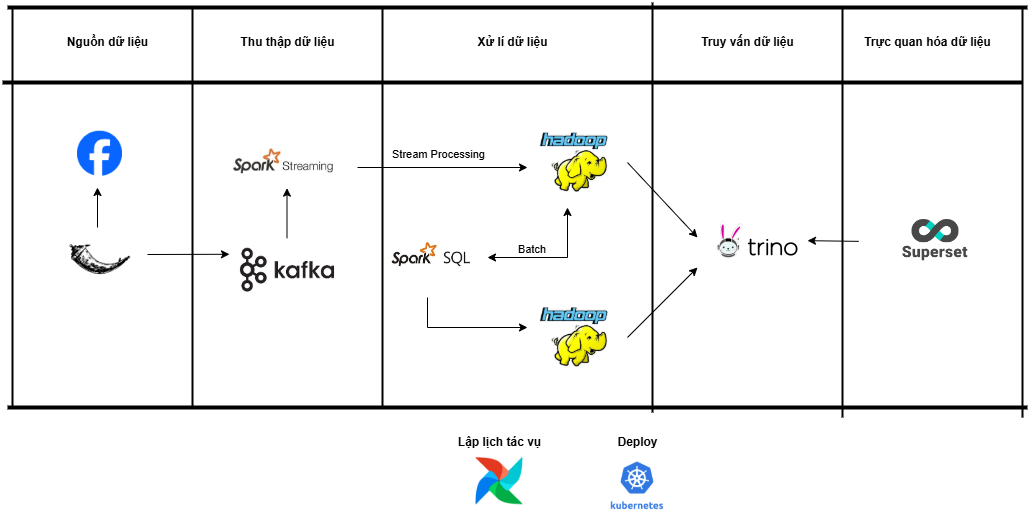 Nguồn dữ liệu
Thu thập dữ liệu
Xử lí dữ liệu
Truy vấn dữ liệu
Trực quan hóa dữ liệu
hadoop
Spark Streaming
Stream Processing
kafka
Spark SQL
Batch
trino
Superset
hadoop
Lập lịch tác vụ
Deploy
kubernetes